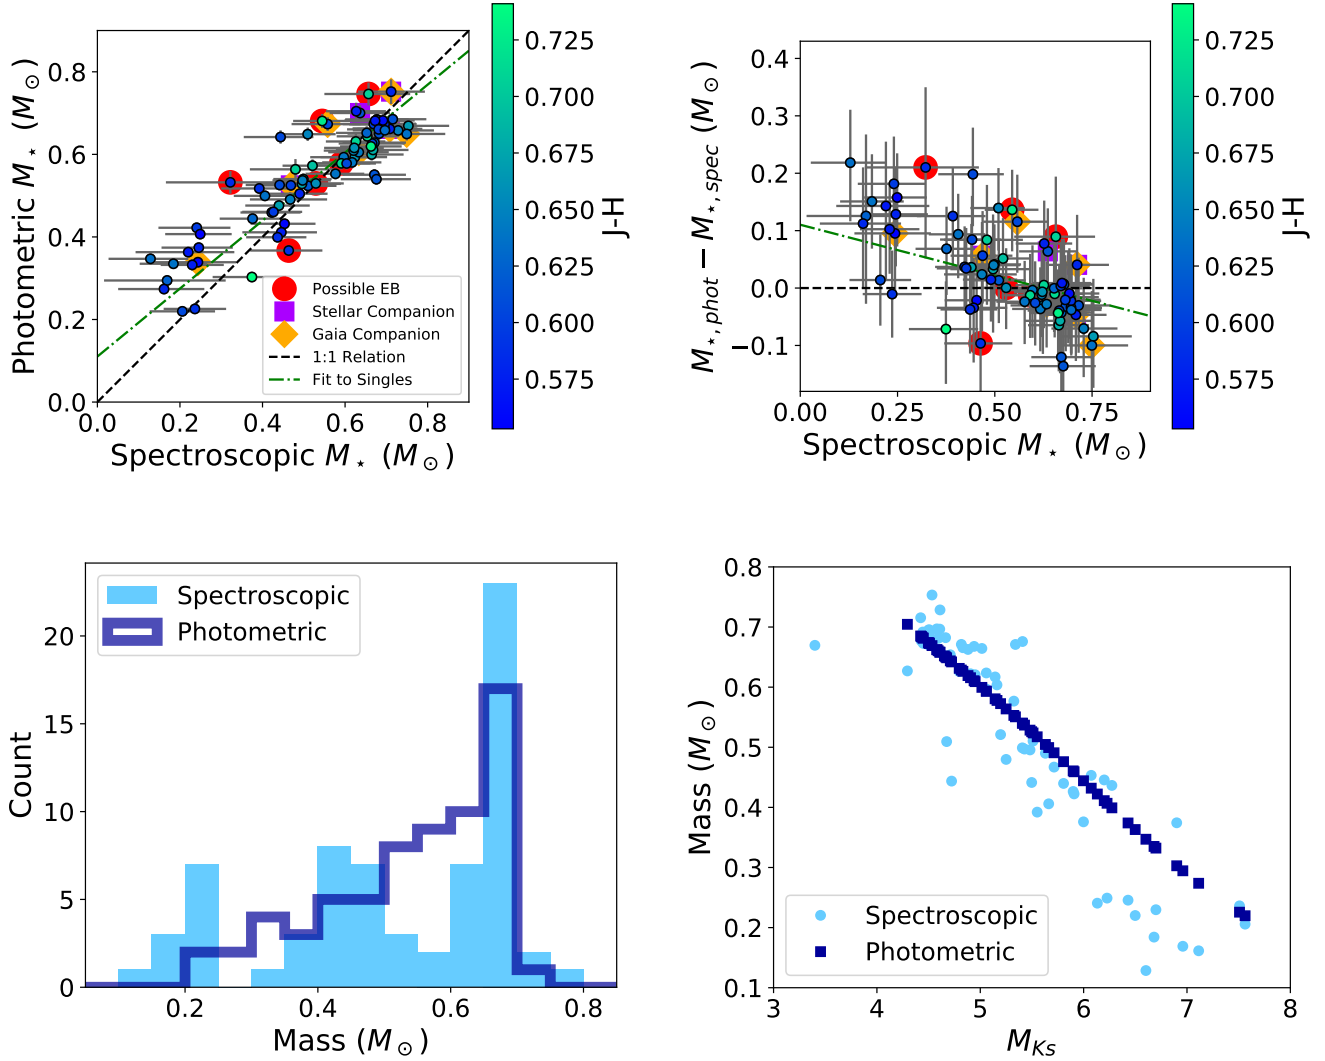 Photometric M⋆ (M⊙)
0.8
0.6
0.4
0.2
0.0
0.0 0.2 0.4 0.6 0.8
Spectroscopic M⋆ (M⊙)
Possible EB
Stellar Companion
Gaia Companion
1:1 Relation
Fit to Singles
0.725
0.700
0.675
0.650
0.625
0.600
0.575
J-H
M⋆, phot − M⋆, spec (M⊙)
0.4
0.3
0.2
0.1
0.0
−0.1
0.00 0.25 0.50 0.75
Spectroscopic M⋆ (M⊙)
0.725
0.700
0.675
0.650
0.625
0.600
0.575
J-H
Count
20
15
10
5
0
0.2 0.4 0.6 0.8
Mass (M⊙)
Spectroscopic
Photometric
Mass (M⊙)
0.8
0.7
0.6
0.5
0.4
0.3
0.2
0.1
3 4 5 6 7 8
MKs
Spectroscopic
Photometric